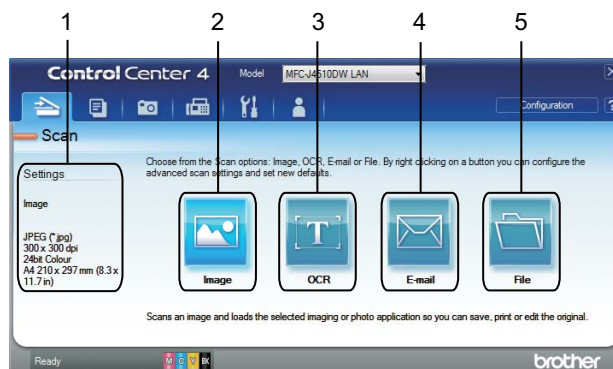 1 2 3 4 5
Control Center 4 Model MFC-J4510DW LAN
Configuration ?
Scan
Choose from the Scan options: Image, OCR, E-mail or File. By right clicking on a button you can configure the
advanced scan settings and set new defaults.
Settings
Image
JPEG (*.jpg)
300 x 300 dpi
24bit Colour
A4 210 x 297 mm (8.3 x
11.7 in)
T
Image OCR E-mail File
Scans an image and loads the selected imaging or photo application so you can save, print or edit the original.
Ready M C Y BK brother